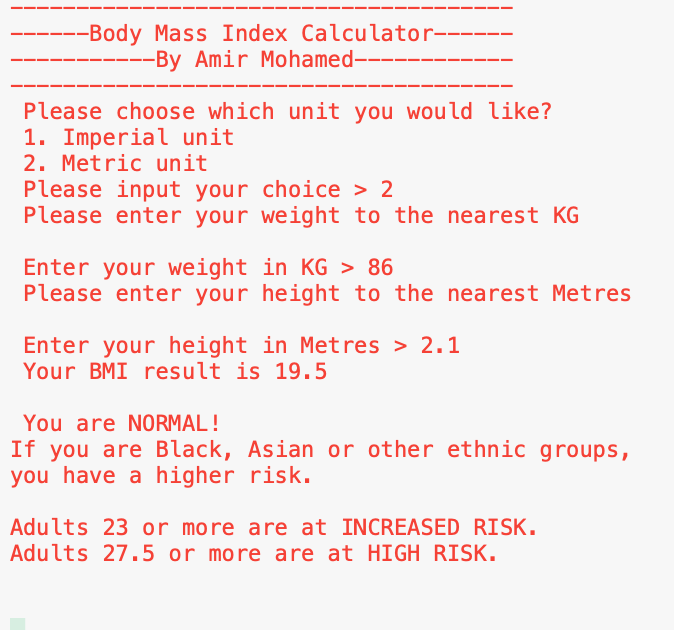 --------------------------------------
------Body Mass Index Calculator------
-----------By Amir Mohamed------------
--------------------------------------
Please choose which unit you would like?
1. Imperial unit
2. Metric unit
Please input your choice > 2
Please enter your weight to the nearest KG
Enter your weight in KG > 86
Please enter your height to the nearest Metres
Enter your height in Metres > 2.1
Your BMI result is 19.5
You are NORMAL!
If you are Black, Asian or other ethnic groups,
you have a higher risk.
Adults 23 or more are at INCREASED RISK.
Adults 27.5 or more are at HIGH RISK.